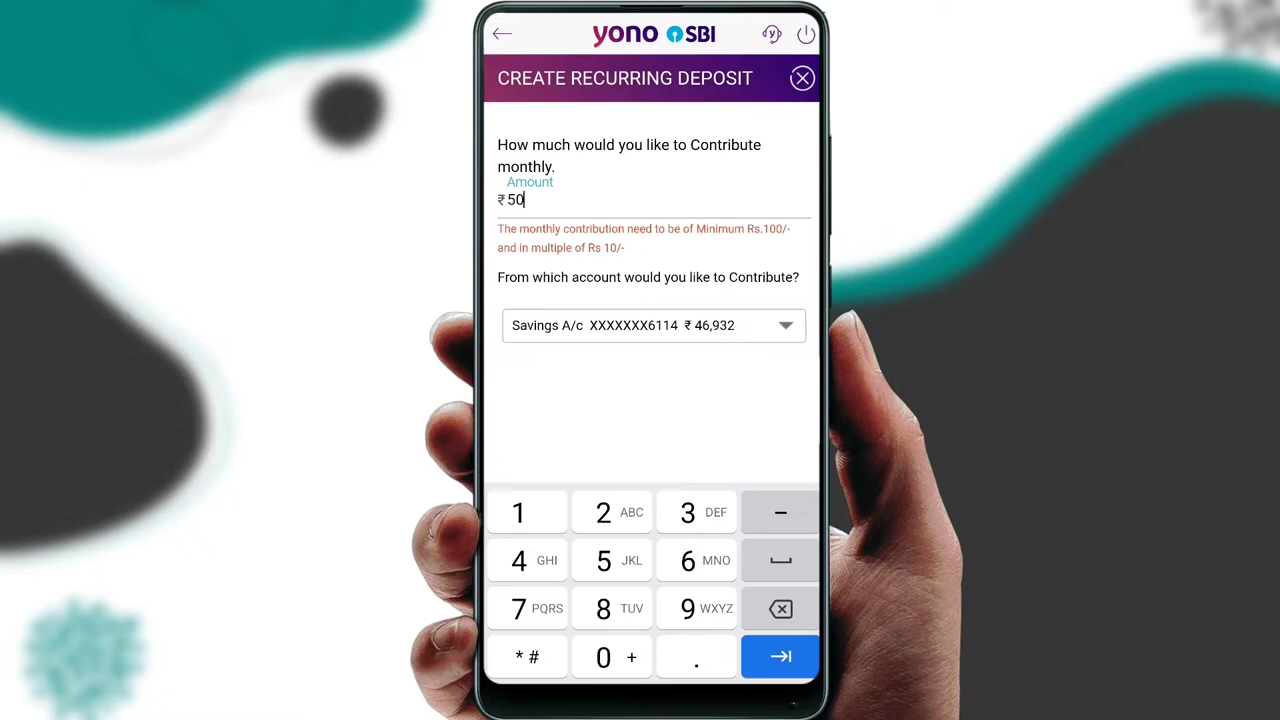 yono SBI
CREATE RECURRING DEPOSIT
How much would you like to Contribute
monthly.
Amount
₹ 50
The monthly contribution need to be of Minimum Rs.100/-
and in multiple of Rs 10/-
From which account would you like to Contribute?
Savings A/c XXXXXXX6114 ₹ 46,932
1 2 ABC 3 DEF –
4 GHI 5 JKL 6 MNO
7 PQRS 8 TUV 9 WXYZ
* # 0 + .